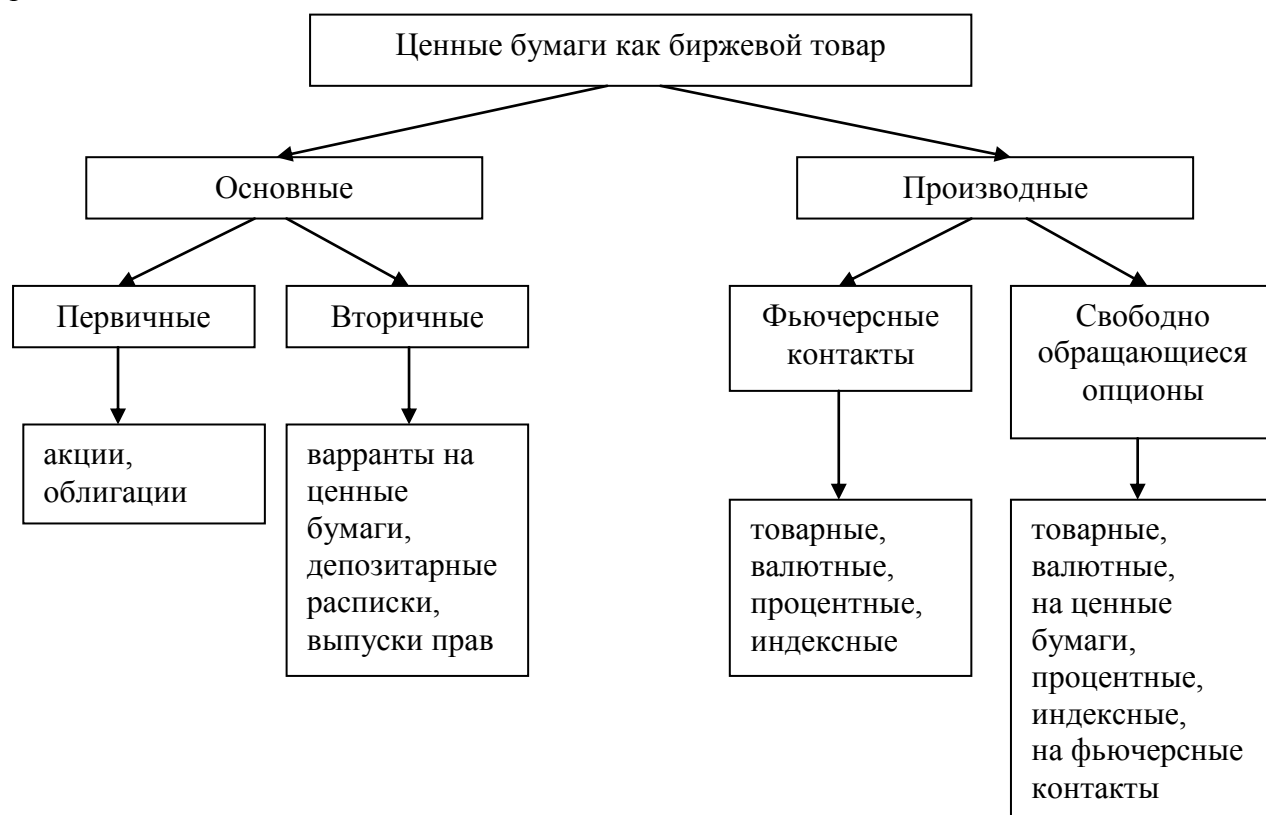 Ценные бумаги как биржевой товар
Основные
Производные
Первичные
Вторичные
Фьючерсные
контакты
Свободно
обращающиеся
опционы
акции,
облигации
варранты на
ценные
бумаги,
депозитарные
расписки,
выпуски прав
товарные,
валютные,
процентные,
индексные
товарные,
валютные,
на ценные
бумаги,
процентные,
индексные,
на фьючерсные
контакты